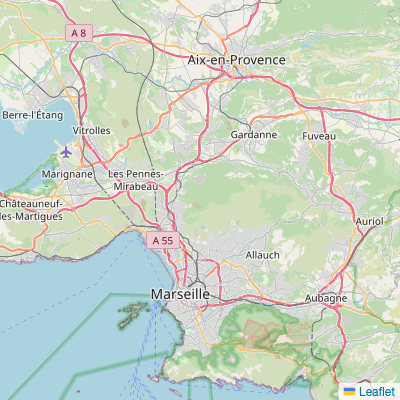 A 8
Aix-en-Provence
Berre-l'Étang
Vitrolles
Gardanne
Fuveau
Les Pennes-
Mirabeau
Marignane
Châteauneuf-
les-Martigues
Auriol
A 55
Allauch
Marseille
Aubagne
Leaflet